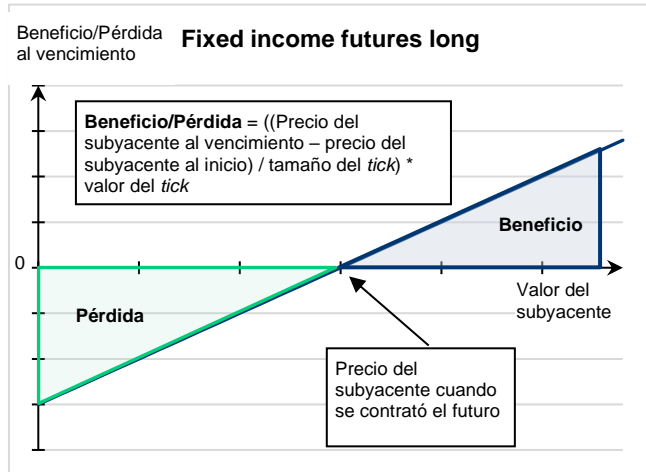 Beneficio/Pérdida
al vencimiento
Fixed income futures long
Beneficio/Pérdida = ((Precio del
subyacente al vencimiento – precio del
subyacente al inicio) / tamaño del tick) *
valor del tick
Beneficio
0
Valor del
subyacente
Pérdida
Precio del
subyacente cuando
se contrató el futuro